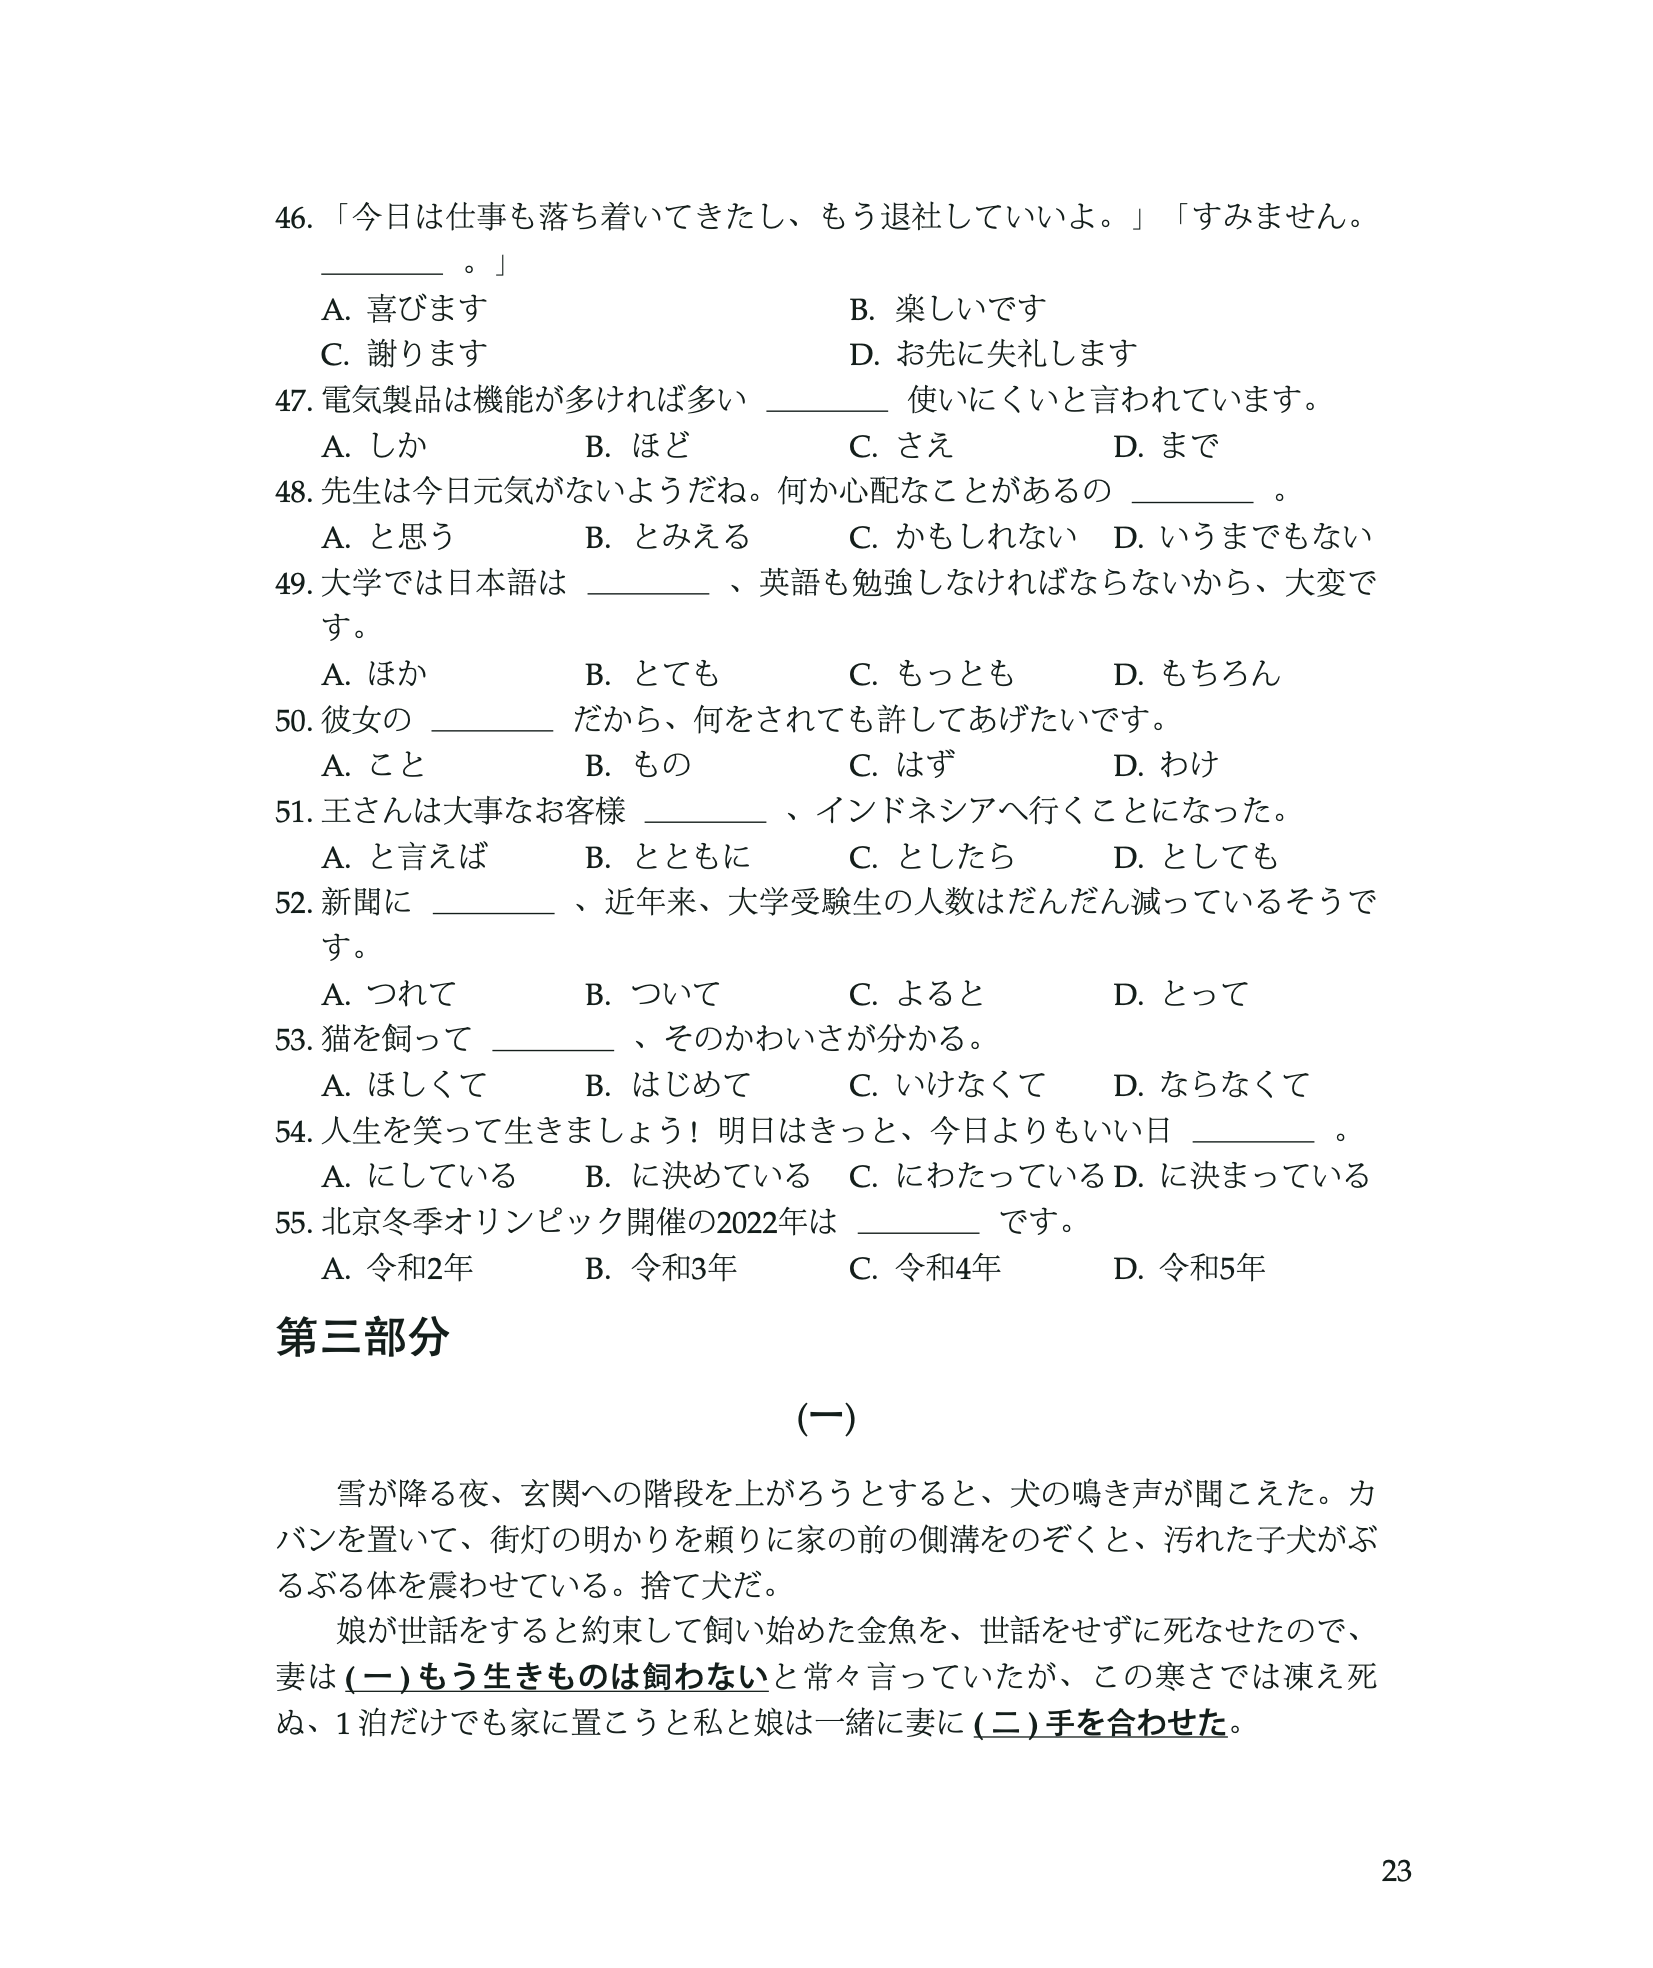 46. 「今日は仕事も落ち着いてきたし、もう退社していいよ。」「すみません。
________ 。」
A. 喜びます B. 楽しいです
C. 謝ります D. お先に失礼します
47. 電気製品は機能が多ければ多い ________ 使いにくいと言われています。
A. しか B. ほど C. さえ D. まで
48. 先生は今日元気がないようだね。何か心配なことがあるの ________ 。
A. と思う B. とみえる C. かもしれない D. いうまでもない
49. 大学では日本語は ________ 、英語も勉強しなければならないから、大変で
す。
A. ほか B. とても C. もっとも D. もちろん
50. 彼女の ________ だから、何をされても許してあげたいです。
A. こと B. もの C. はず D. わけ
51. 王さんは大事なお客様 ________ 、インドネシアへ行くことになった。
A. と言えば B. とともに C. としたら D. としても
52. 新聞に ________ 、近年来、大学受験生の人数はだんだん減っているそうで
す。
A. つれて B. ついて C. よると D. とって
53. 猫を飼って ________ 、そのかわいさが分かる。
A. ほしくて B. はじめて C. いけなくて D. ならなくて
54. 人生を笑って生きましょう！明日はきっと、今日よりもいい日 ________ 。
A. にしている B. に決めている C. にわたっている D. に決まっている
55. 北京冬季オリンピック開催の2022年は ________ です。
A. 令和2年 B. 令和3年 C. 令和4年 D. 令和5年
第三部分
(一)
雪が降る夜、玄関への階段を上がろうとすると、犬の鳴き声が聞こえた。カ
バンを置いて、街灯の明かりを頼りに家の前の側溝をのぞくと、汚れた子犬がぶ
るぶる体を震わせている。捨て犬だ。
娘が世話をすると約束して飼い始めた金魚を、世話をせずに死なせたので、
妻は (一) もう生きものは飼わないと常々言っていたが、この寒さでは凍え死
ぬ、1 泊だけでも家に置こうと私と娘は一緒に妻に (二) 手を合わせた。
23